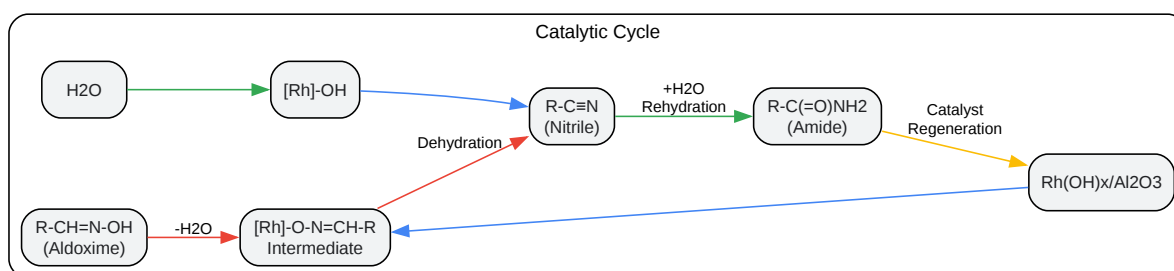 Catalytic Cycle
H2O
[Rh]-OH
R-C≡N
(Nitrile)
+H2O
Rehydration
R-C(=O)NH2
(Amide)
Catalyst
Regeneration
Rh(OH)x/Al2O3
Dehydration
R-CH=N-OH
(Aldoxime)
-H2O
[Rh]-O-N=CH-R
Intermediate